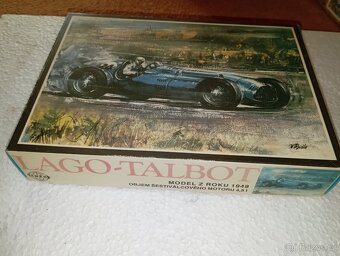 LAGO-TALBOT
MODEL Z ROKU 1948
OBJEM ŠESTIVÁLCOVÉHO MOTORU 4,5 l